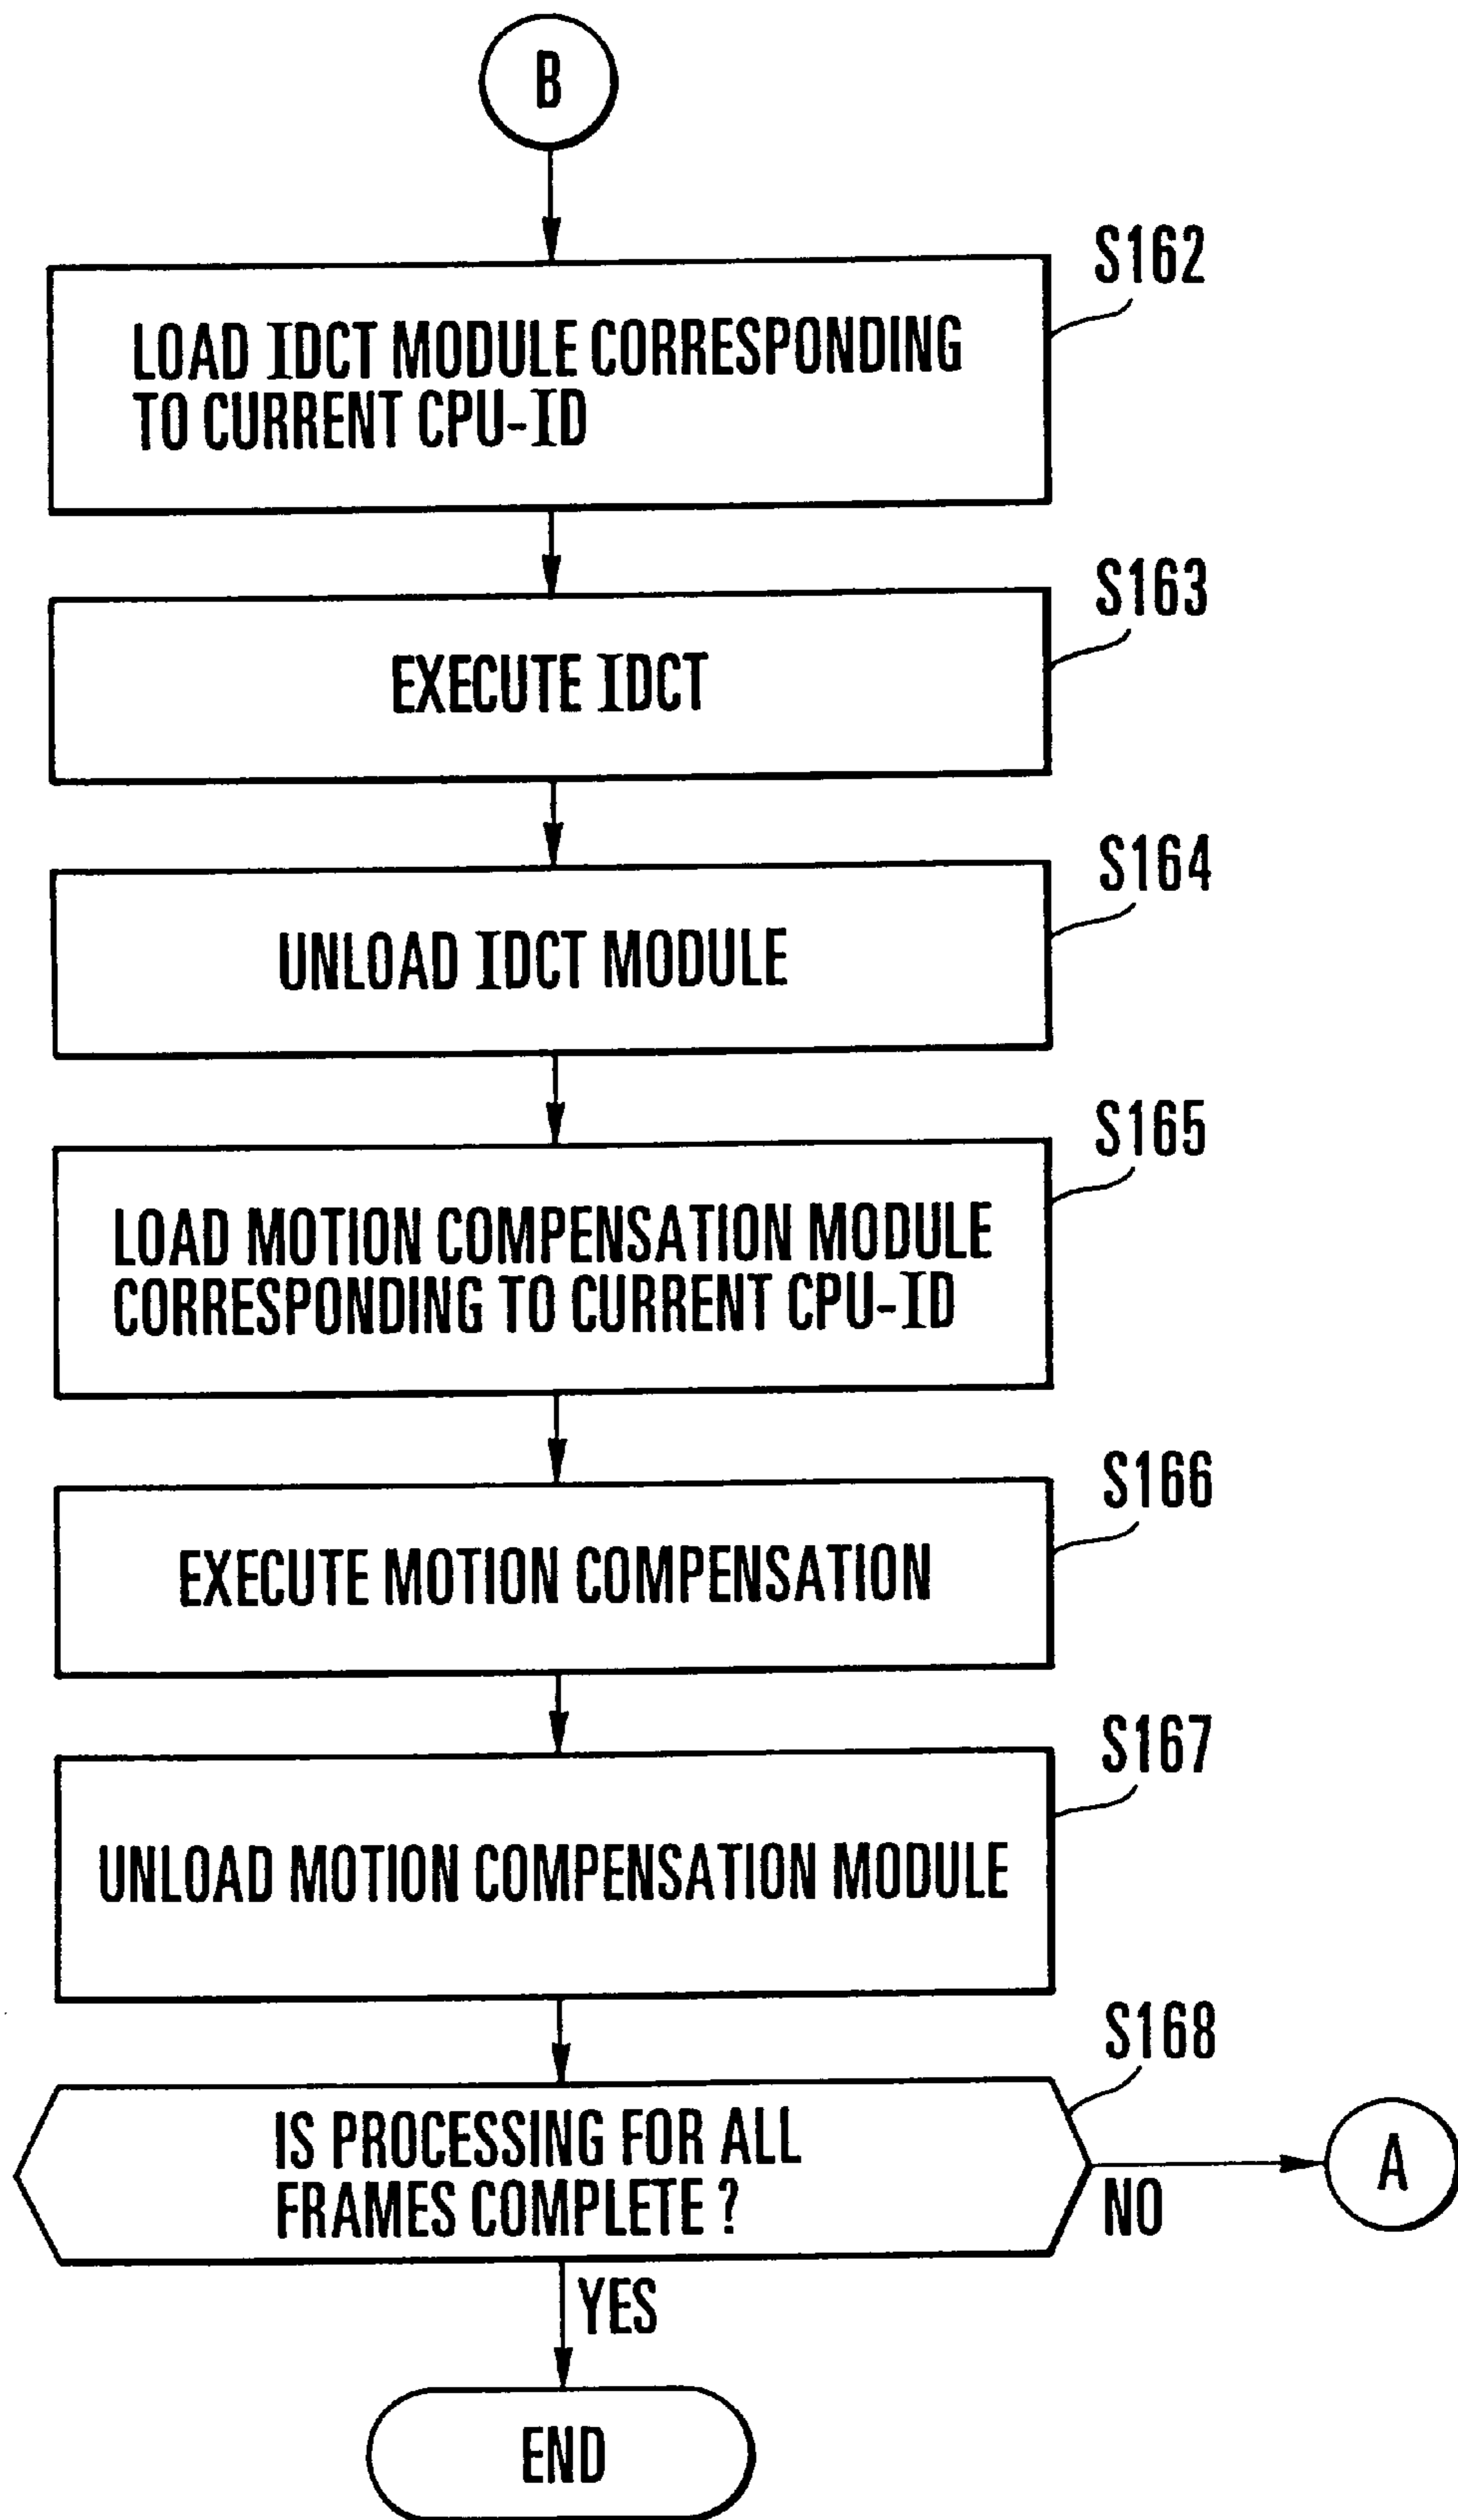 B
S162
LOAD IDCT MODULE CORRESPONDING
TO CURRENT CPU-ID
S163
EXECUTE IDCT
S164
UNLOAD IDCT MODULE
S165
LOAD MOTION COMPENSATION MODULE
CORRESPONDING TO CURRENT CPU-ID
S166
EXECUTE MOTION COMPENSATION
S167
UNLOAD MOTION COMPENSATION MODULE
S168
IS PROCESSING FOR ALL
FRAMES COMPLETE ?
NO
A
YES
END